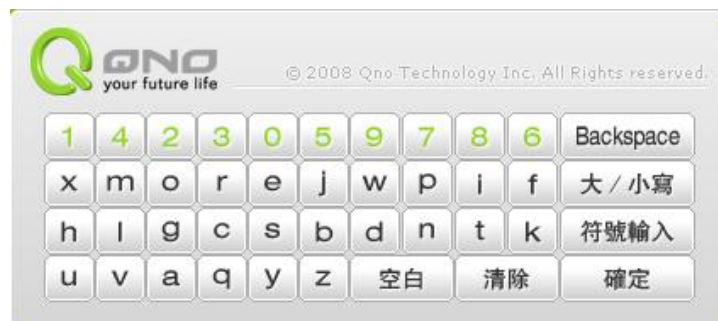 QNO
your future life
© 2008 Qno Technology Inc. All Rights reserved.
1 4 2 3 0 5 9 7 8 6 Backspace
x m o r e j w p i f 大/小寫
h l g c s b d n t k 符號輸入
u v a q y z 空白 清除 確定